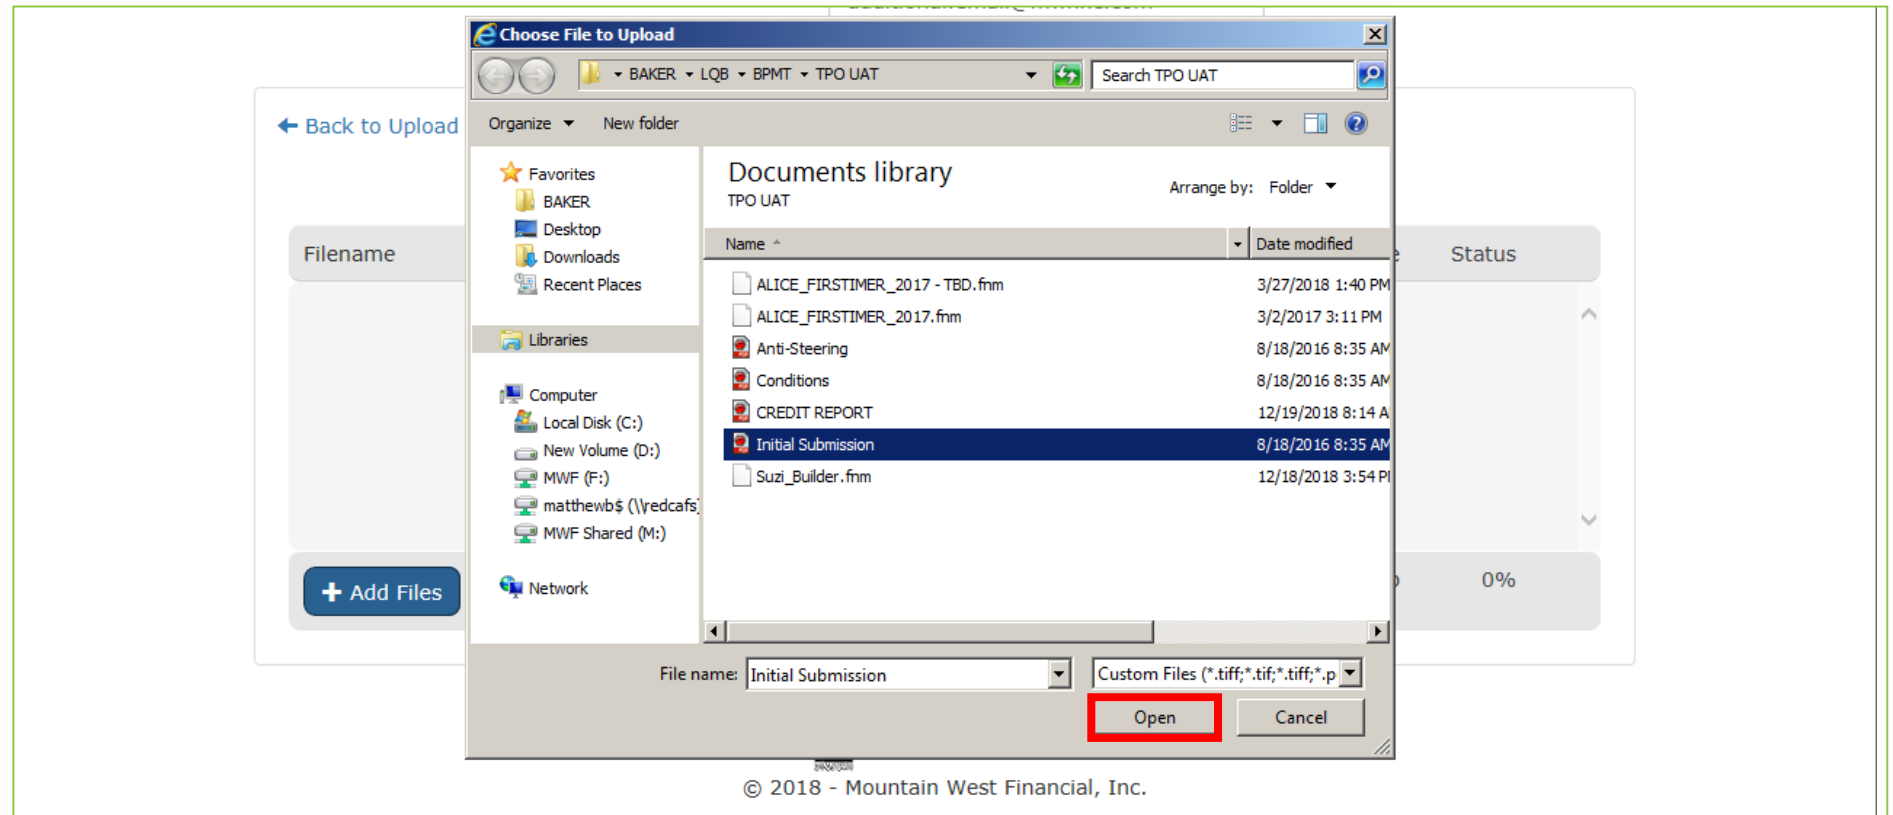 Choose File to Upload
BAKER LQB BPMT TPO UAT
Search TPO UAT
Back to Upload
Organize New folder
Favorites
BAKER
Desktop
Downloads
Recent Places
Libraries
Computer
Local Disk (C:)
New Volume (D:)
MWF (F:)
matthewb$ (\\redcafs)
MWF Shared (M:)
Network
Documents library
TPO UAT
Arrange by: Folder
Name Date modified
ALICE_FIRSTIMER_2017 - TBD.fnm 3/27/2018 1:40 PM
ALICE_FIRSTIMER_2017.fnm 3/2/2017 3:11 PM
Anti-Steering 8/18/2016 8:35 AM
Conditions 8/18/2016 8:35 AM
CREDIT REPORT 12/19/2018 8:14 A
Initial Submission 8/18/2016 8:35 AM
Suzi_Builder.fnm 12/18/2018 3:54 P
Filename Status
+ Add Files 0%
File name: Initial Submission Custom Files (*.tiff;*.tif;*.tiff;*.p
Open Cancel
© 2018 - Mountain West Financial, Inc.